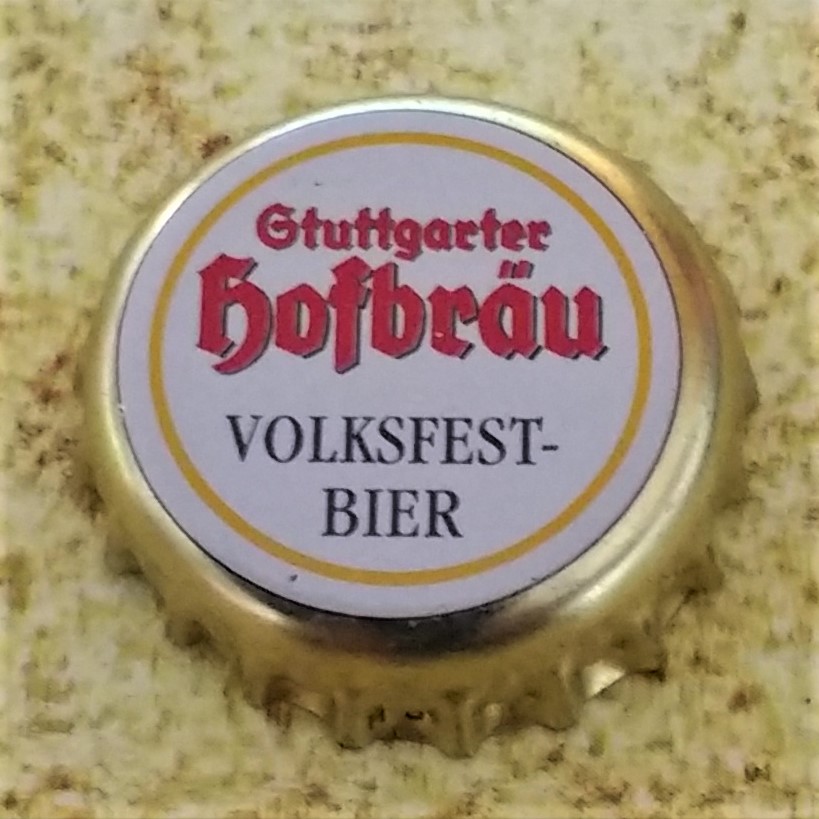 Stuttgarter
Hofbräu
VOLKSFEST-
BIER